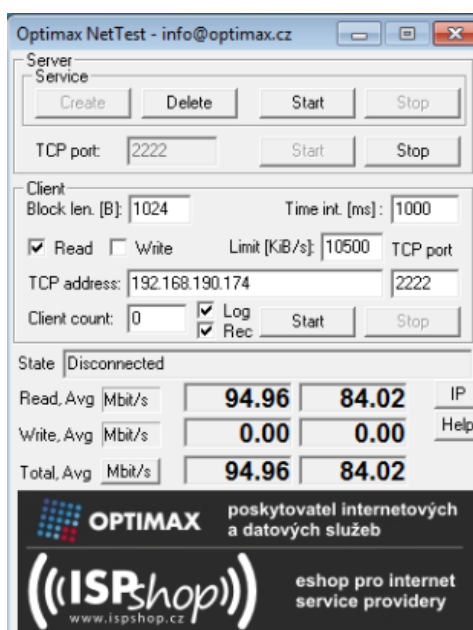 Optimax NetTest - info@optimax.cz
Server
Service
Create Delete Start Stop
TCP port: 2222 Start Stop
Client
Block len. [B]: 1024 Time int. [ms] : 1000
Read Write Limit [KiB/s]: 10500 TCP port
TCP address: 192.168.190.174 2222
Client count: 0 Log Rec Start Stop
State Disconnected
Read, Avg Mbit/s 94.96 84.02 IP
Write, Avg Mbit/s 0.00 0.00 Help
Total, Avg Mbit/s 94.96 84.02
OPTIMAX poskytovatel internetových
a datových služeb
ISPshop eshop pro internet
www.ispshop.cz service providery